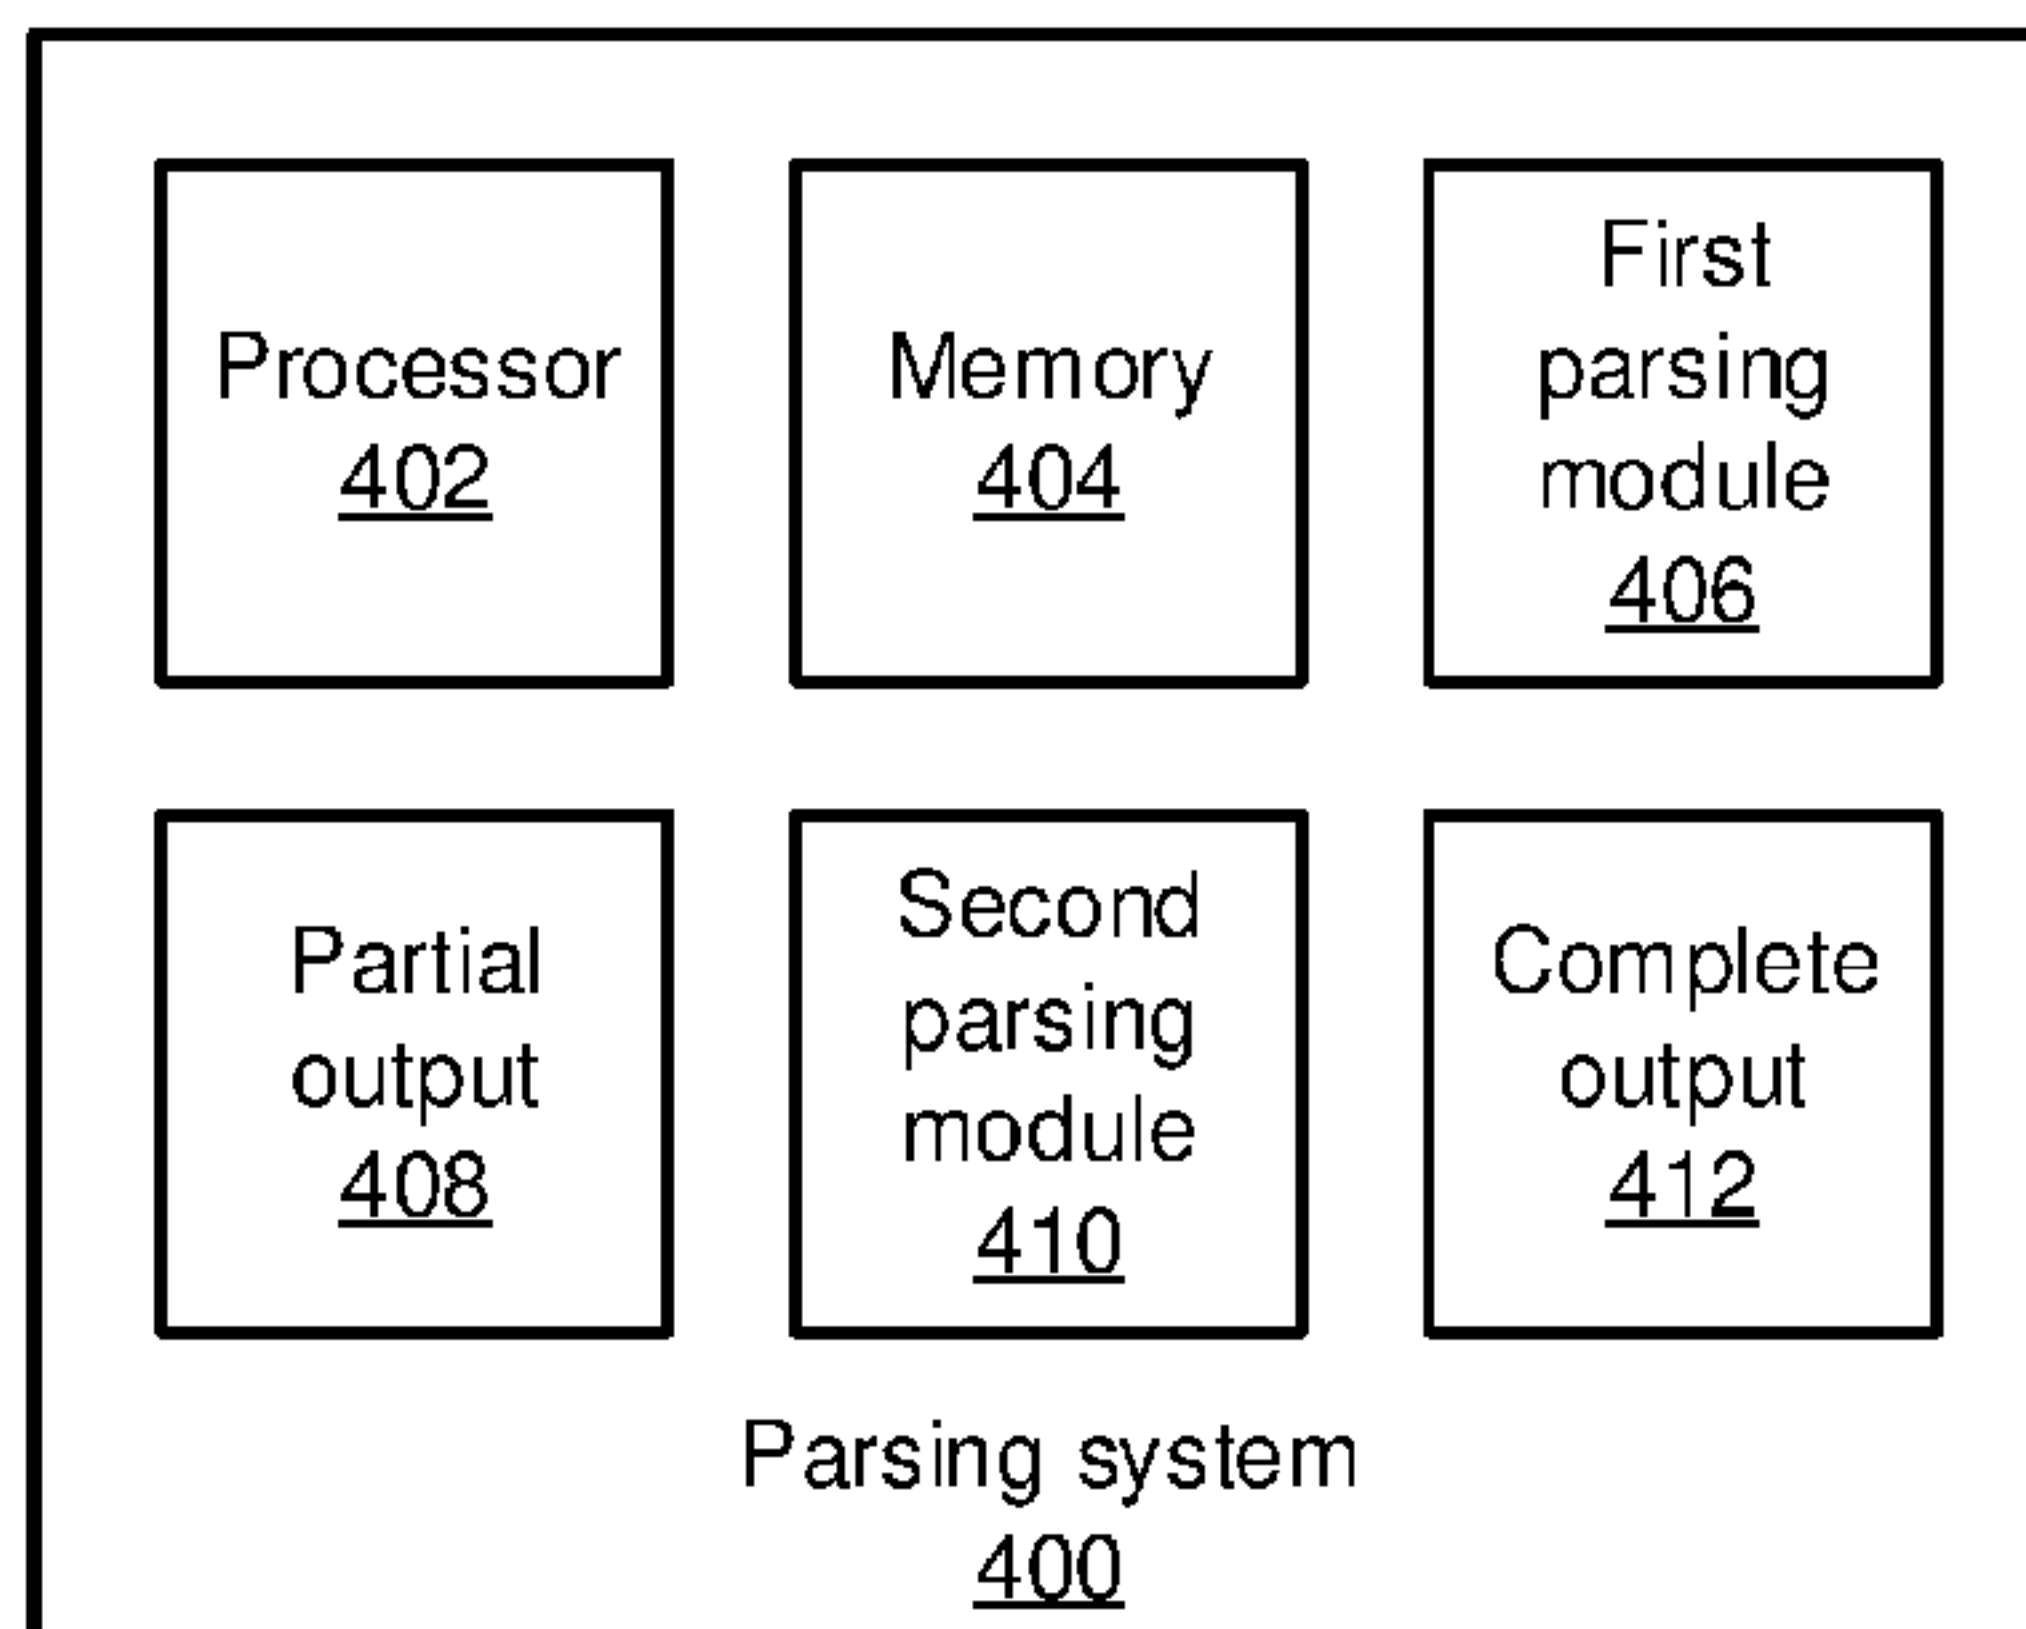 Processor
402
Memory
404
First
parsing
module
406
Partial
output
408
Second
parsing
module
410
Complete
output
412
Parsing system
400